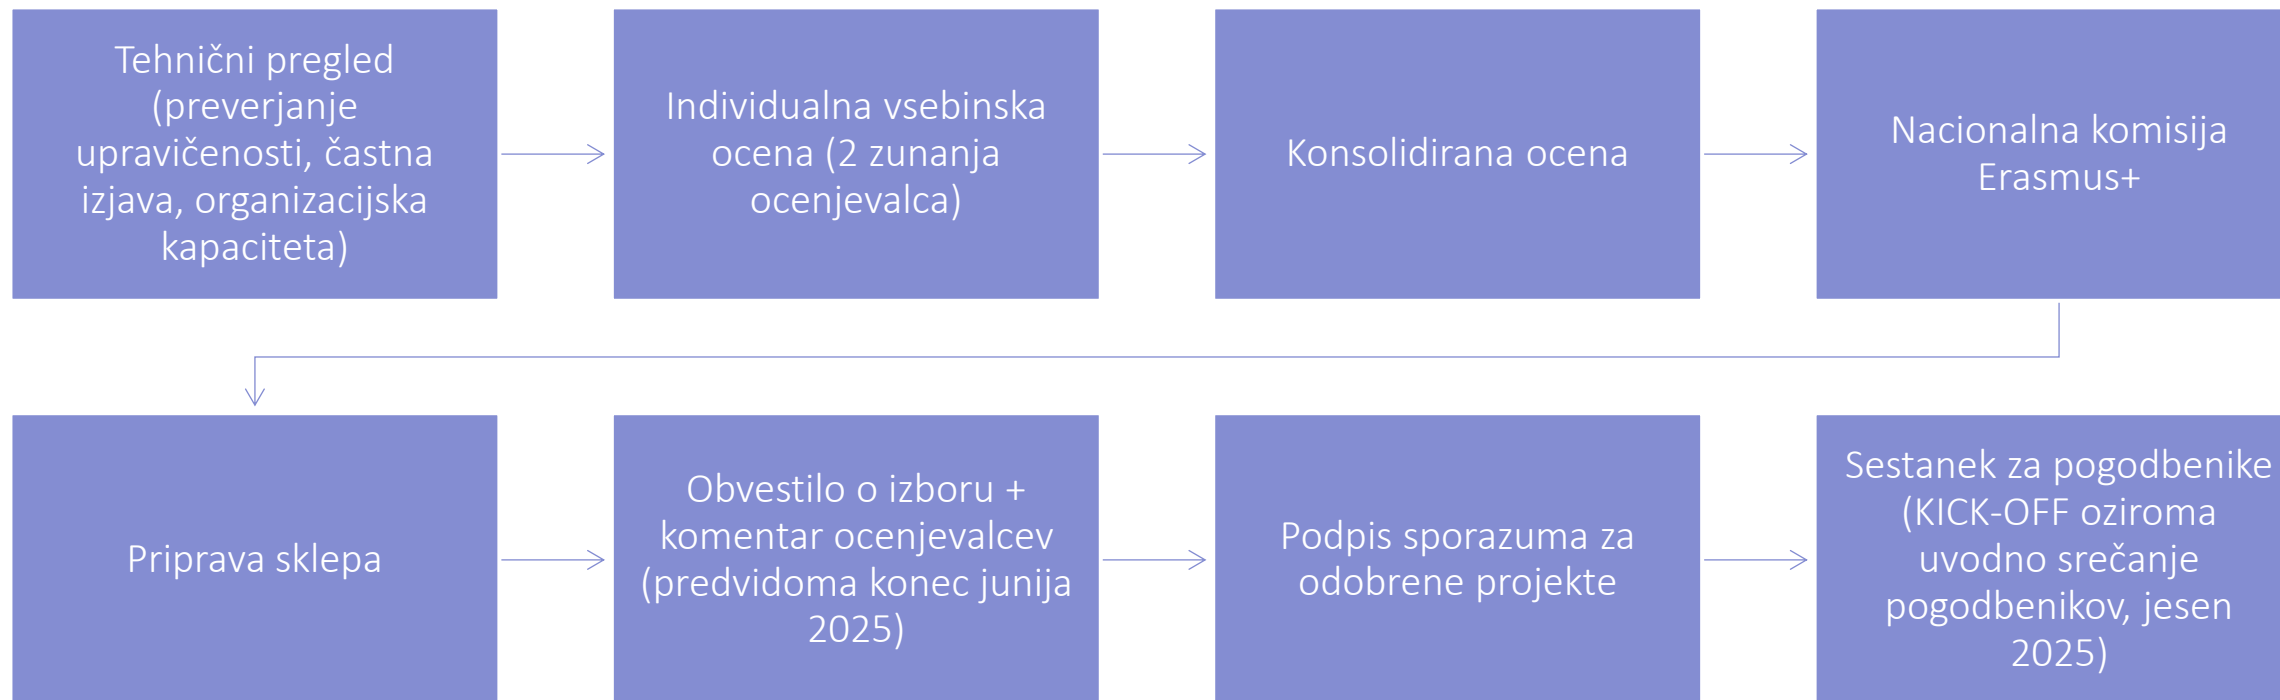 Tehnični pregled
(preverjanje
upravičenosti, častna
izjava, organizacijska
kapaciteta)
Individualna vsebinska
ocena (2 zunanja
ocenjevalca)
Konsolidirana ocena
Nacionalna komisija
Erasmus+
Priprava sklepa
Obvestilo o izboru +
komentar ocenjevalcev
(predvidoma konec junija
2025)
Podpis sporazuma za
odobrene projekte
Sestanek za pogodbenike
(KICK-OFF oziroma
uvodno srečanje
pogodbenikov, jesen
2025)